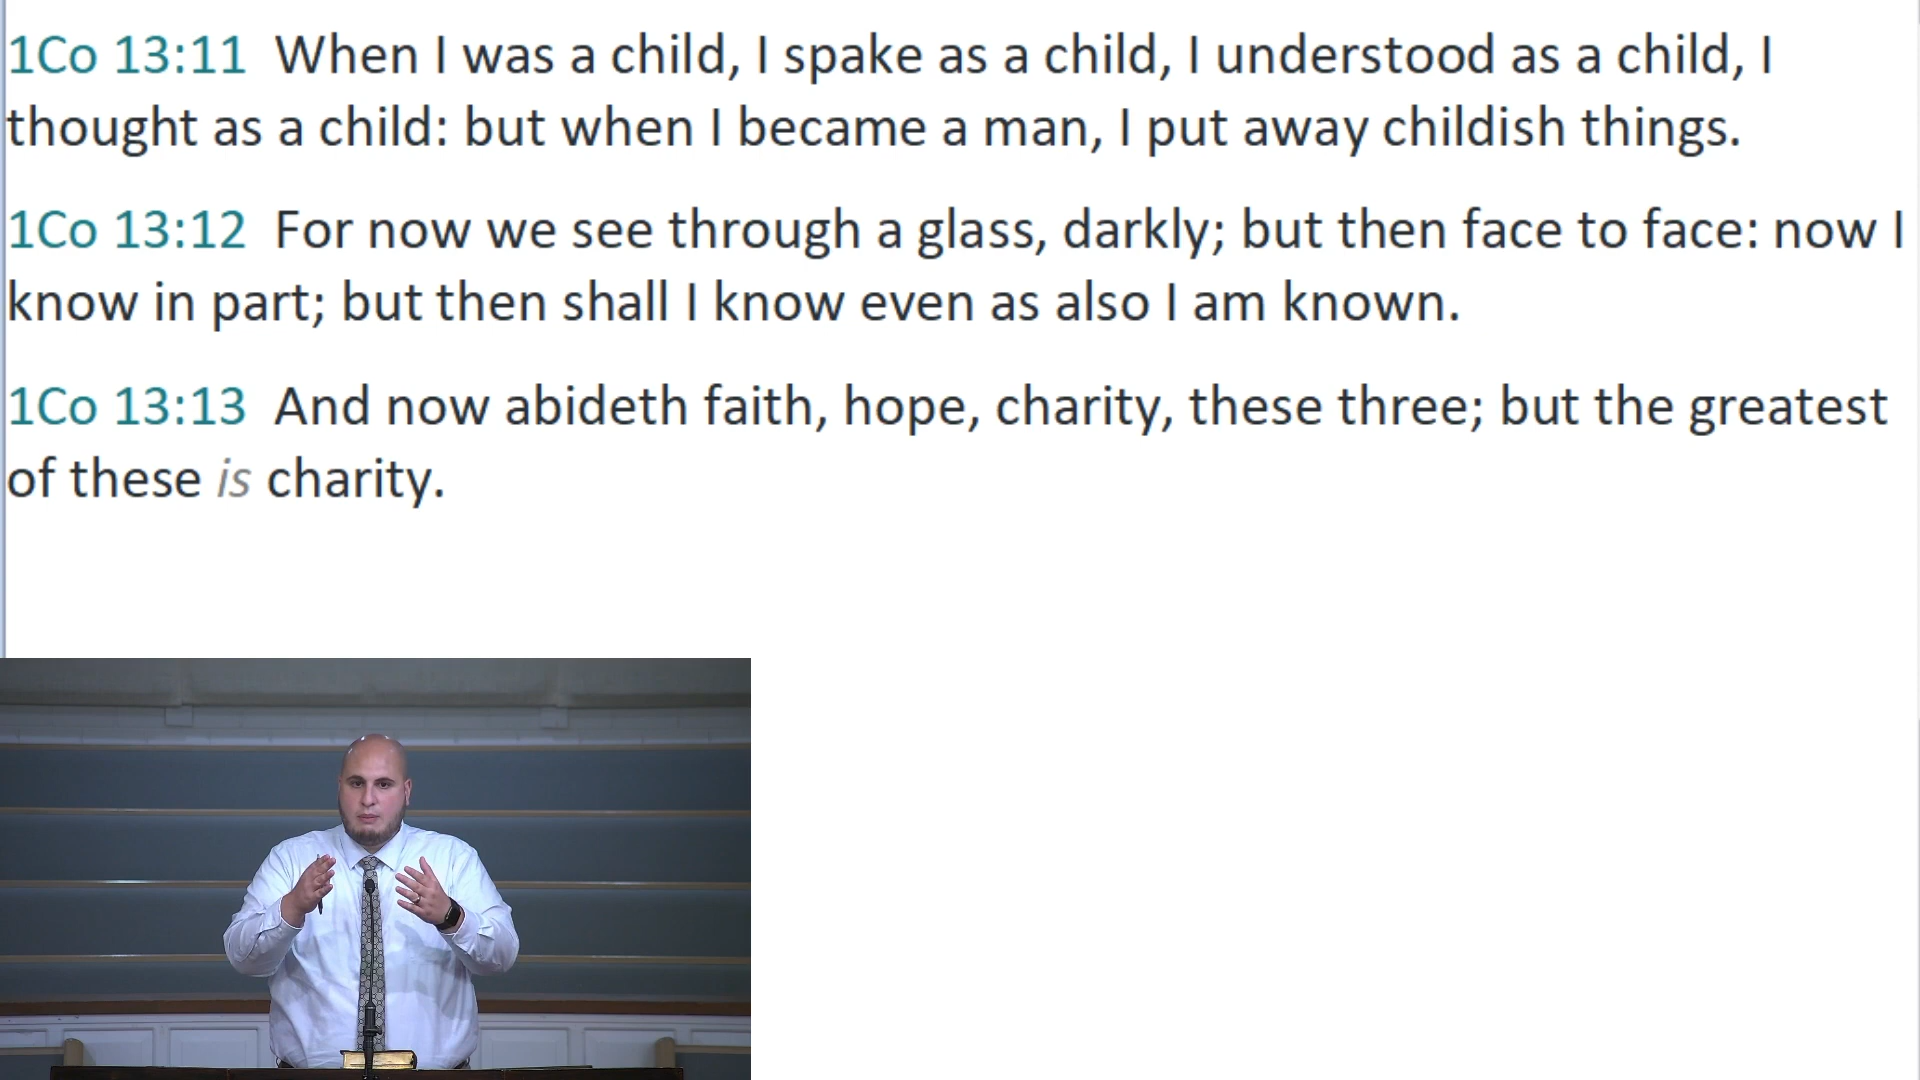 1Co 13:11 When I was a child, I spake as a child, I understood as a child, I
thought as a child: but when I became a man, I put away childish things.
1Co 13:12 For now we see through a glass, darkly; but then face to face: now I
know in part; but then shall I know even as also I am known.
1Co 13:13 And now abideth faith, hope, charity, these three; but the greatest
of these is charity.